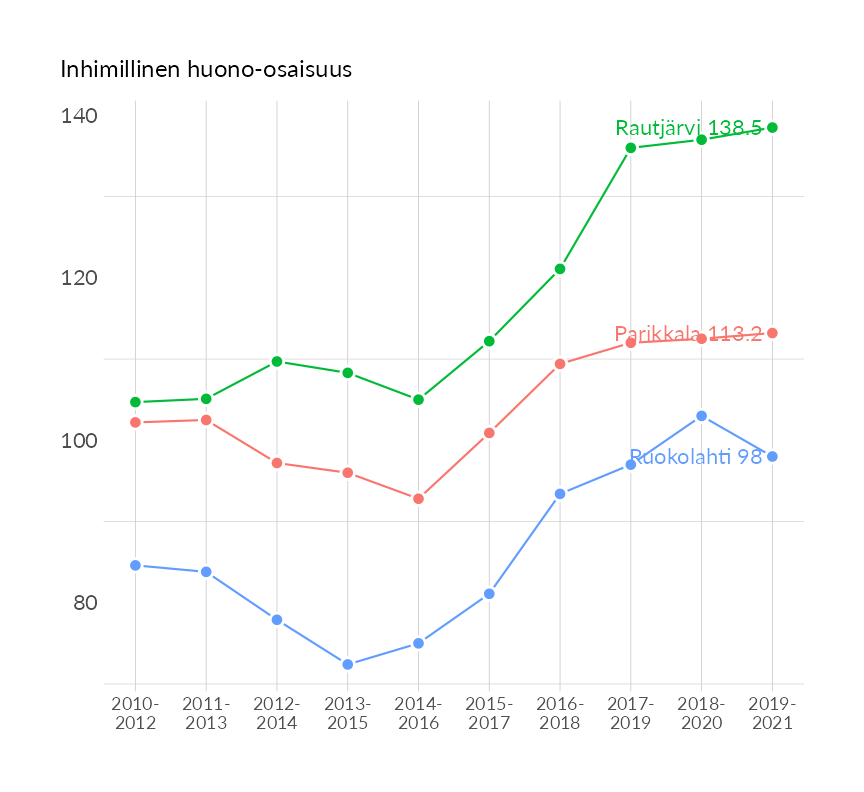 Inhimillinen huono-osaisuus
140
Rautjärvi 138.5
120
Parikkala 113.2
100
Ruokolahti 98
80
2010- 2011- 2012- 2013- 2014- 2015- 2016- 2017- 2018- 2019-
2012 2013 2014 2015 2016 2017 2018 2019 2020 2021